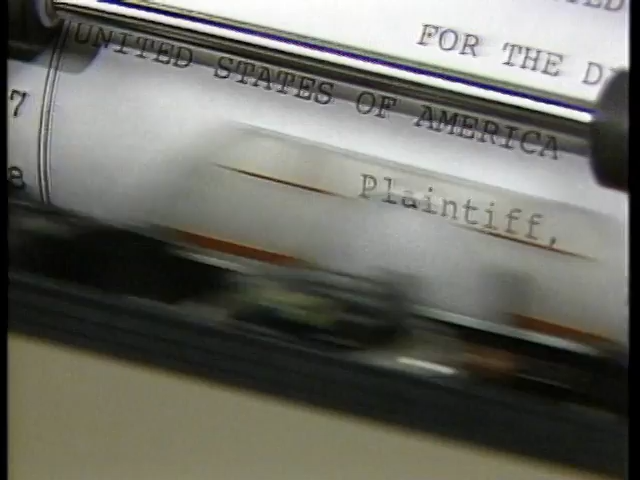 FOR THE D
UNITED STATES OF AMERICA
7
Plaintiff,
8